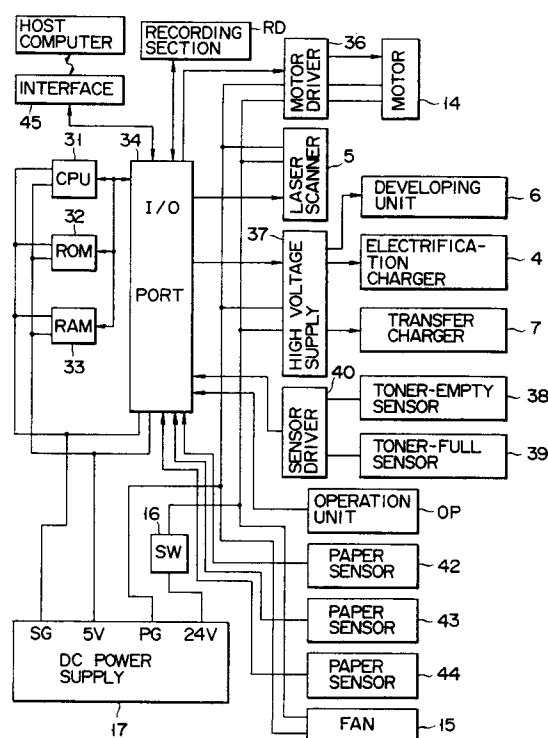 HOST
COMPUTER
INTERFACE
45
RECORDING
SECTION
RD
MOTOR
DRIVER
36
MOTOR
14
31
CPU
32
ROM
RAM
33
34
I/O
PORT
LASER
SCANNER
5
37
HIGH VOLTAGE
SUPPLY
DEVELOPING
UNIT
6
ELECTRIFICA-
TION
CHARGER
4
TRANSFER
CHARGER
7
40
SENSOR
DRIVER
TONER-EMPTY
SENSOR
38
TONER-FULL
SENSOR
39
OPERATION
UNIT
OP
16
SW
PAPER
SENSOR
42
PAPER
SENSOR
43
PAPER
SENSOR
44
FAN
15
SG 5V PG 24V
DC POWER
SUPPLY
17